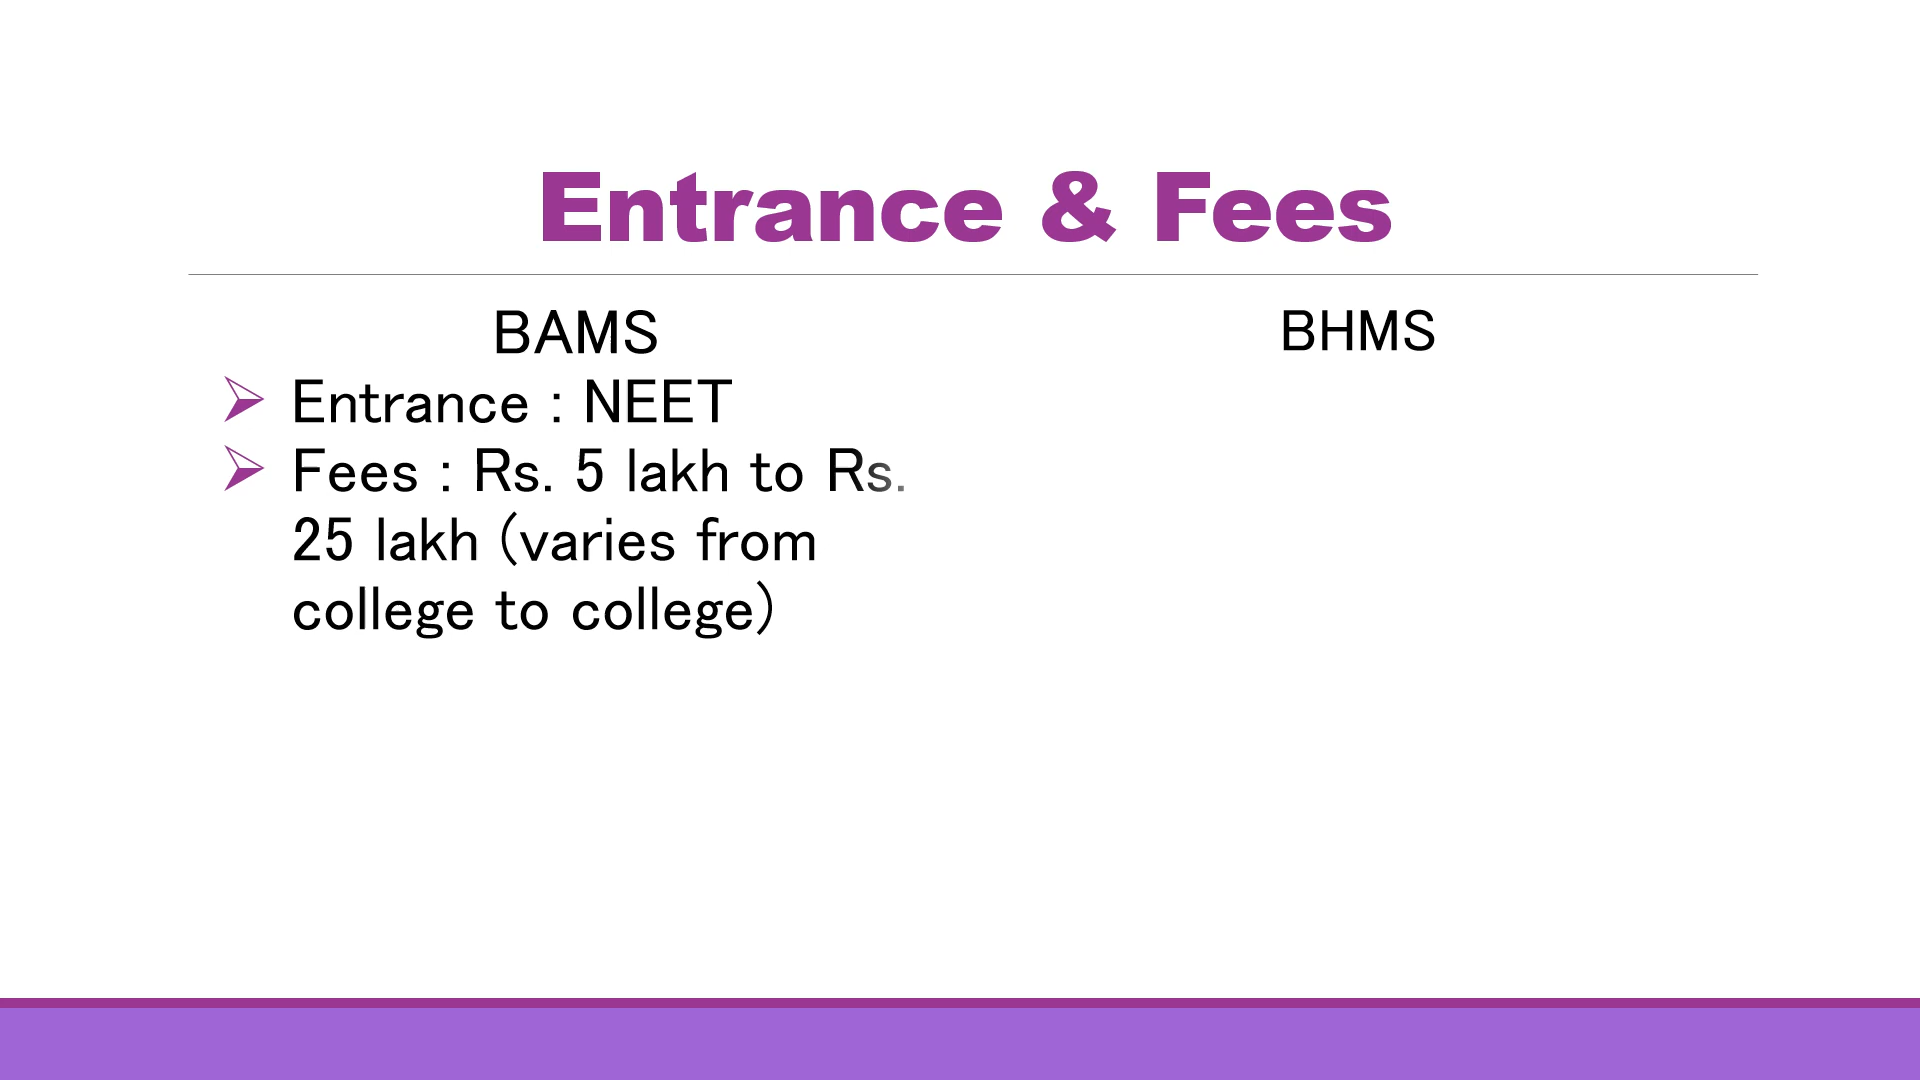 Entrance & Fees
BAMS
Entrance : NEET
Fees : Rs. 5 lakh to Rs.
25 lakh (varies from
college to college)
BHMS